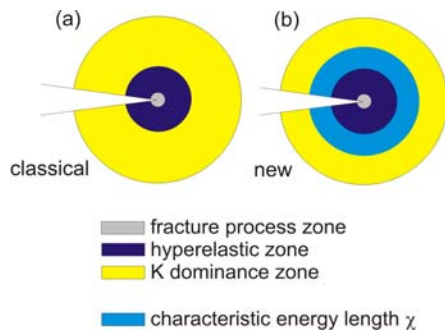 (a)
(b)
classical
new
fracture process zone
hyperelastic zone
K dominance zone
characteristic energy length χ